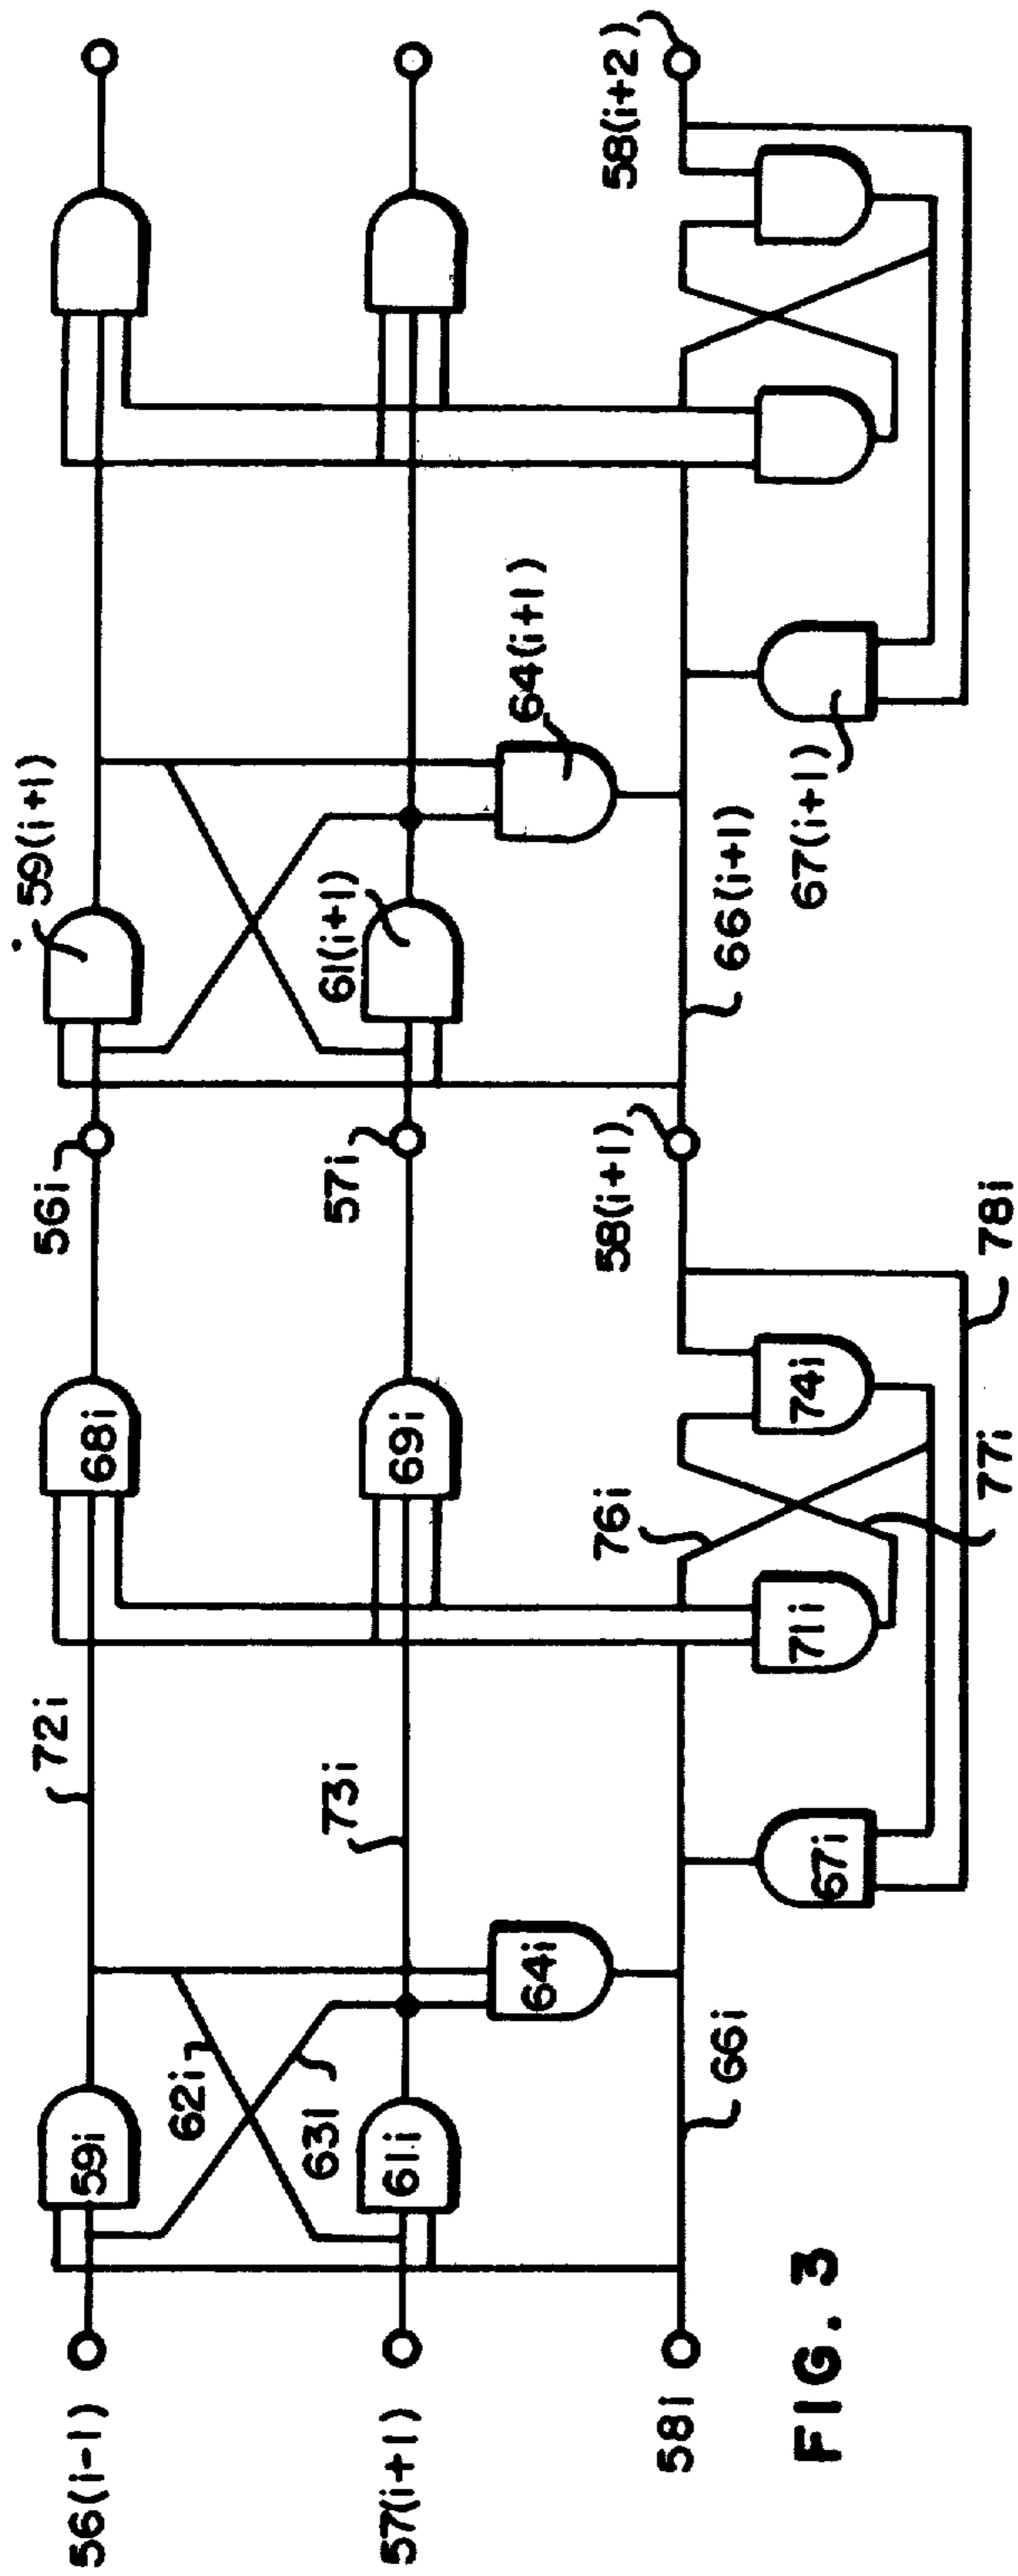 56(i-1)
57(i+1)
58i
59i
61i
62i
63i
64i
66i
67i
72i
73i
68i
69i
71i
74i
76i
77i
78i
56i
57i
58(i+1)
59(i+1)
61(i+1)
64(i+1)
66(i+1)
67(i+1)
58(i+2)
FIG. 3